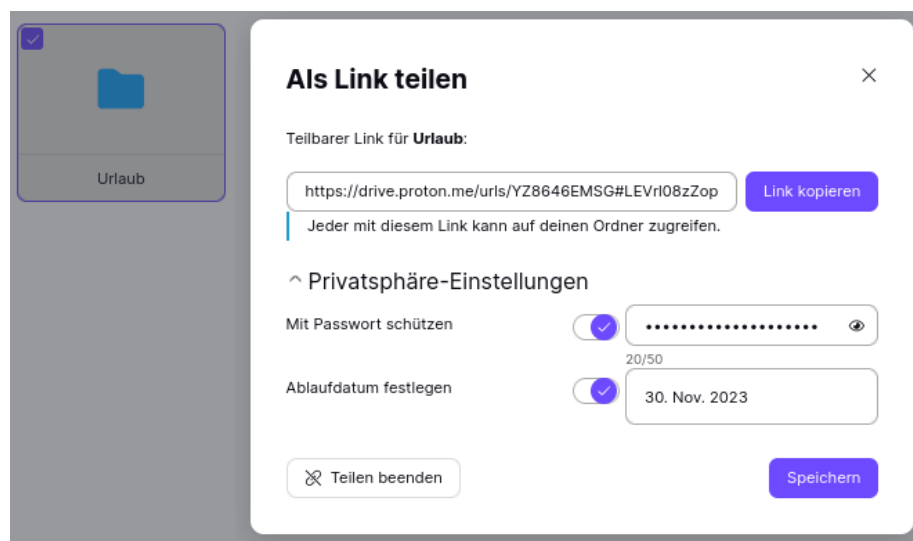 Urlaub
Als Link teilen
Teilbarer Link für Urlaub:
https://drive.proton.me/urls/YZ8646EMSG#LEVrl08zZop
Link kopieren
Jeder mit diesem Link kann auf deinen Ordner zugreifen.
Privatsphäre-Einstellungen
Mit Passwort schützen
••••••••••••••••••••
20/50
Ablaufdatum festlegen
30. Nov. 2023
Teilen beenden
Speichern